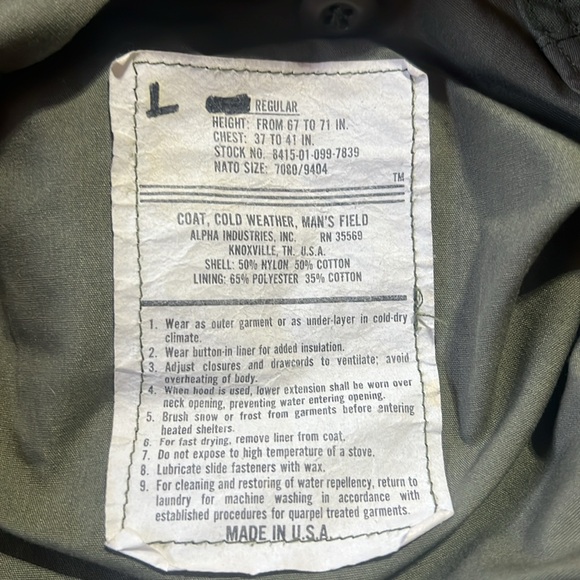 L REGULAR
HEIGHT: FROM 67 TO 71 IN.
CHEST: 37 TO 41 IN.
STOCK NO. 8415-01-099-7839
NATO SIZE: 7080/9404
TM
COAT, COLD WEATHER, MAN'S FIELD
ALPHA INDUSTRIES, INC. RN 35569
KNOXVILLE, TN. U.S.A.
SHELL: 50% NYLON 50% COTTON
LINING: 65% POLYESTER 35% COTTON
1. Wear as outer garment or as under-layer in cold-dry
climate.
2. Wear button-in liner for added insulation.
3. Adjust closures and drawcords to ventilate; avoid
overheating of body.
4. When hood is used, lower extension shall be worn over
neck opening, preventing water entering opening.
5. Brush snow or frost from garments before entering
heated shelters.
6. For fast drying, remove liner from coat.
7. Do not expose to high temperature of a stove.
8. Lubricate slide fasteners with wax.
9. For cleaning and restoring of water repellency, return to
laundry for machine washing in accordance with
established procedures for quarpel treated garments.
MADE IN U.S.A.